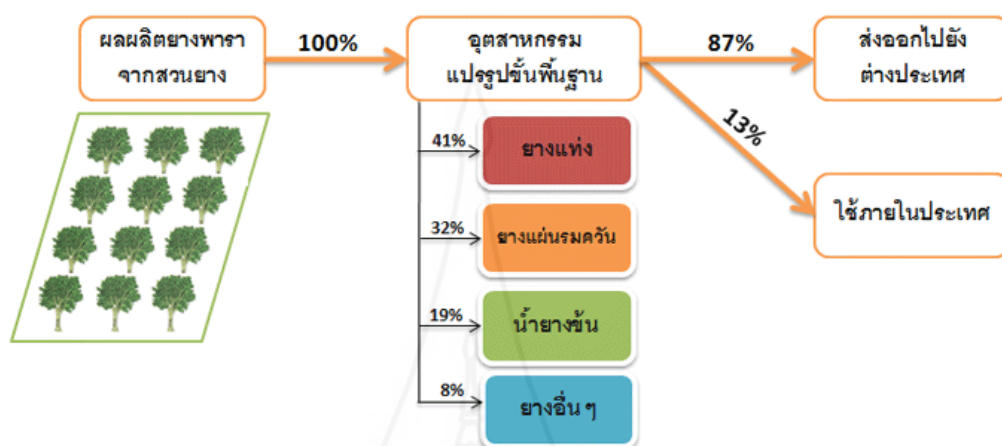 ผลผลิตยางพารา
จากสวนยาง
100%
อุตสาหกรรม
แปรรูปขั้นพื้นฐาน
87%
ส่งออกไปยัง
ต่างประเทศ
13%
ใช้ภายในประเทศ
41%
ยางแท่ง
32%
ยางแผ่นรมควัน
19%
น้ำยางข้น
8%
ยางอื่น ๆ